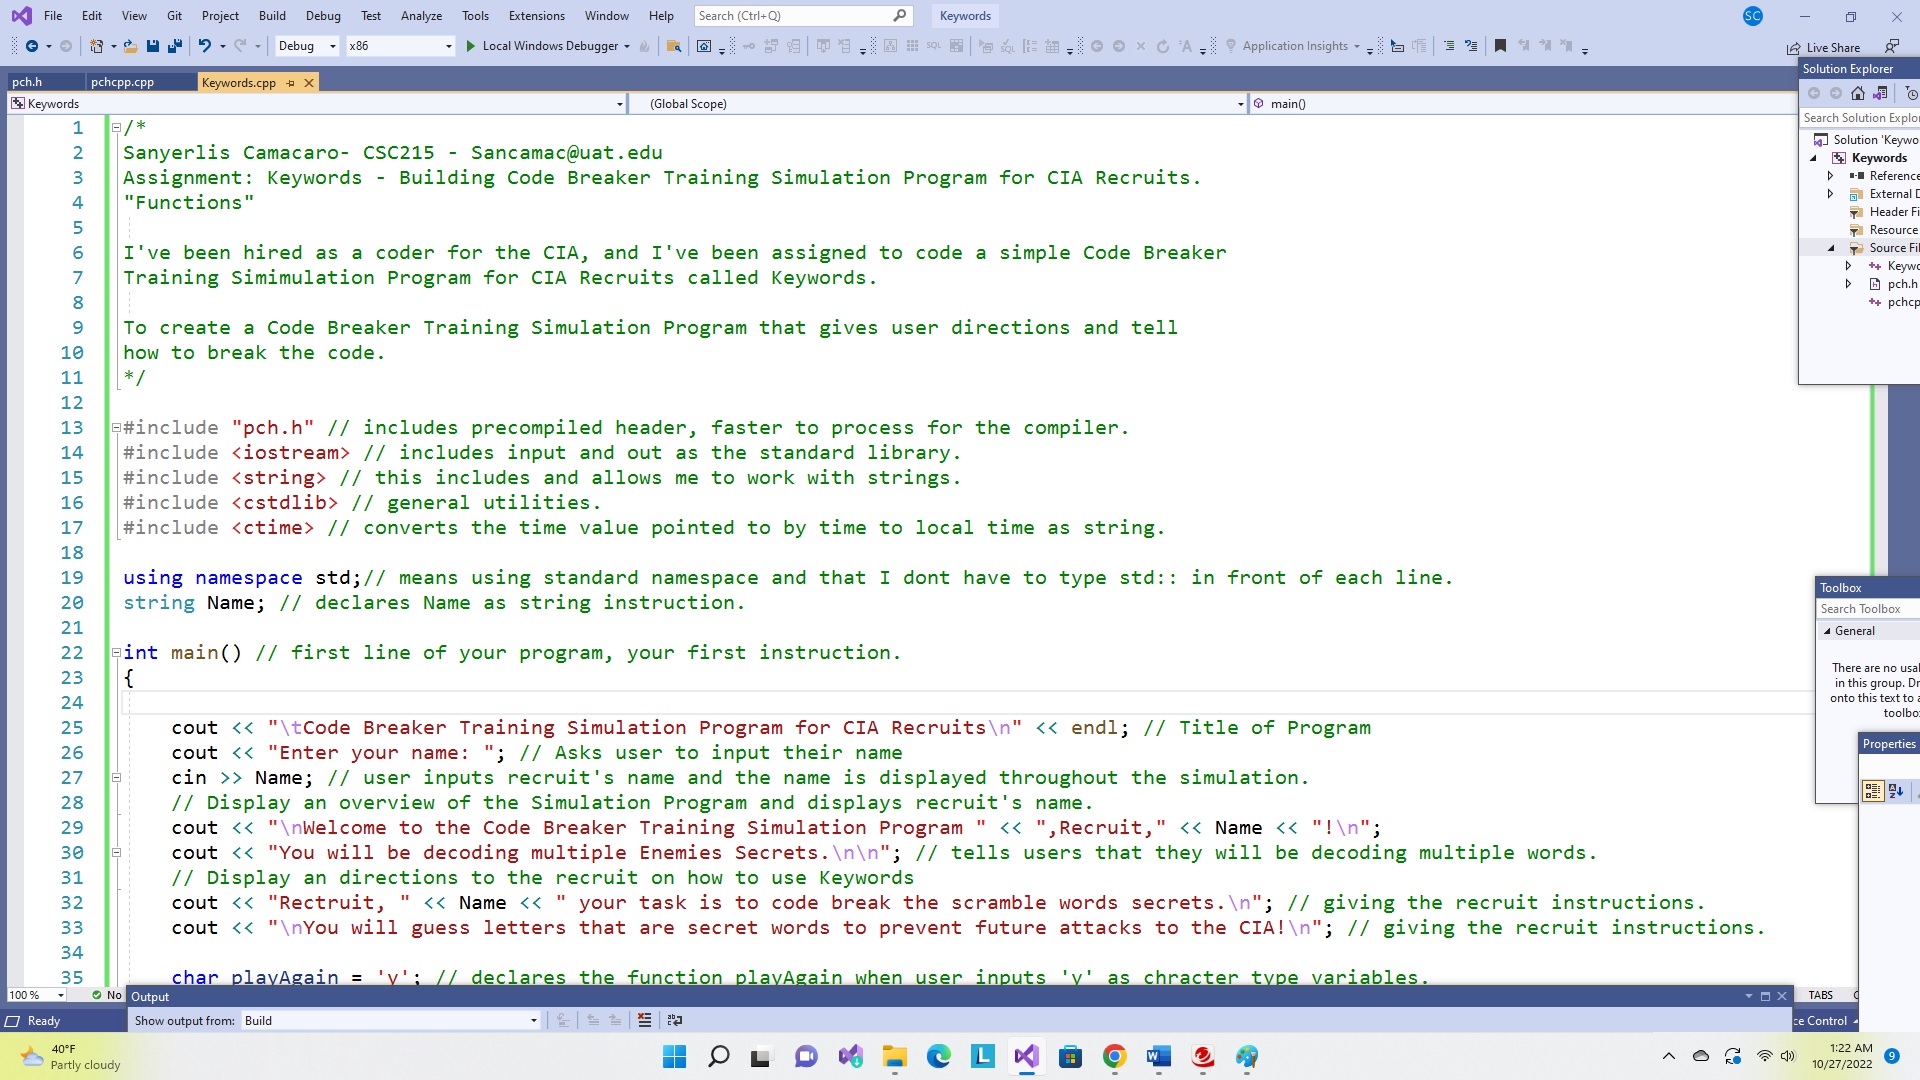 File Edit View Git Project Build Debug Test Analyze Tools Extensions Window Help Search (Ctrl+Q) Keywords SC
Debug x86 Local Windows Debugger Application Insights Live Share
pch.h pchcpp.cpp Keywords.cpp
Keywords (Global Scope) main()
1 /*
2 Sanyerlis Camacaro- CSC215 - Sancamac@uat.edu
3 Assignment: Keywords - Building Code Breaker Training Simulation Program for CIA Recruits.
4 "Functions"
5
6 I've been hired as a coder for the CIA, and I've been assigned to code a simple Code Breaker
7 Training Simimulation Program for CIA Recruits called Keywords.
8
9 To create a Code Breaker Training Simulation Program that gives user directions and tell
10 how to break the code.
11 */
12
13 #include "pch.h" // includes precompiled header, faster to process for the compiler.
14 #include <iostream> // includes input and out as the standard library.
15 #include <string> // this includes and allows me to work with strings.
16 #include <cstdlib> // general utilities.
17 #include <ctime> // converts the time value pointed to by time to local time as string.
18
19 using namespace std;// means using standard namespace and that I dont have to type std:: in front of each line.
20 string Name; // declares Name as string instruction.
21
22 int main() // first line of your program, your first instruction.
23 {
24
25 cout << "\tCode Breaker Training Simulation Program for CIA Recruits\n" << endl; // Title of Program
26 cout << "Enter your name: "; // Asks user to input their name
27 cin >> Name; // user inputs recruit's name and the name is displayed throughout the simulation.
28 // Display an overview of the Simulation Program and displays recruit's name.
29 cout << "\nWelcome to the Code Breaker Training Simulation Program " << ",Recruit," << Name << "!\n";
30 cout << "You will be decoding multiple Enemies Secrets.\n\n"; // tells users that they will be decoding multiple words.
31 // Display an directions to the recruit on how to use Keywords
32 cout << "Rectruit, " << Name << " your task is to code break the scramble words secrets.\n"; // giving the recruit instructions.
33 cout << "\nYou will guess letters that are secret words to prevent future attacks to the CIA!\n"; // giving the recruit instructions.
34
35 char playAgain = 'y'; // declares the function playAgain when user inputs 'y' as chracter type variables.
Solution Explorer
Search Solution Explo
Solution 'Keywo
Keywords
Reference
External D
Header Fi
Resource
Source Fil
Keywo
pch.h
pchcp
Toolbox
Search Toolbox
General
There are no usal
in this group. Dr
onto this text to a
toolbo
Properties
100 % No
Output TABS
Show output from: Build
Ready ce Control
40°F
Partly cloudy
1:22 AM
10/27/2022
9